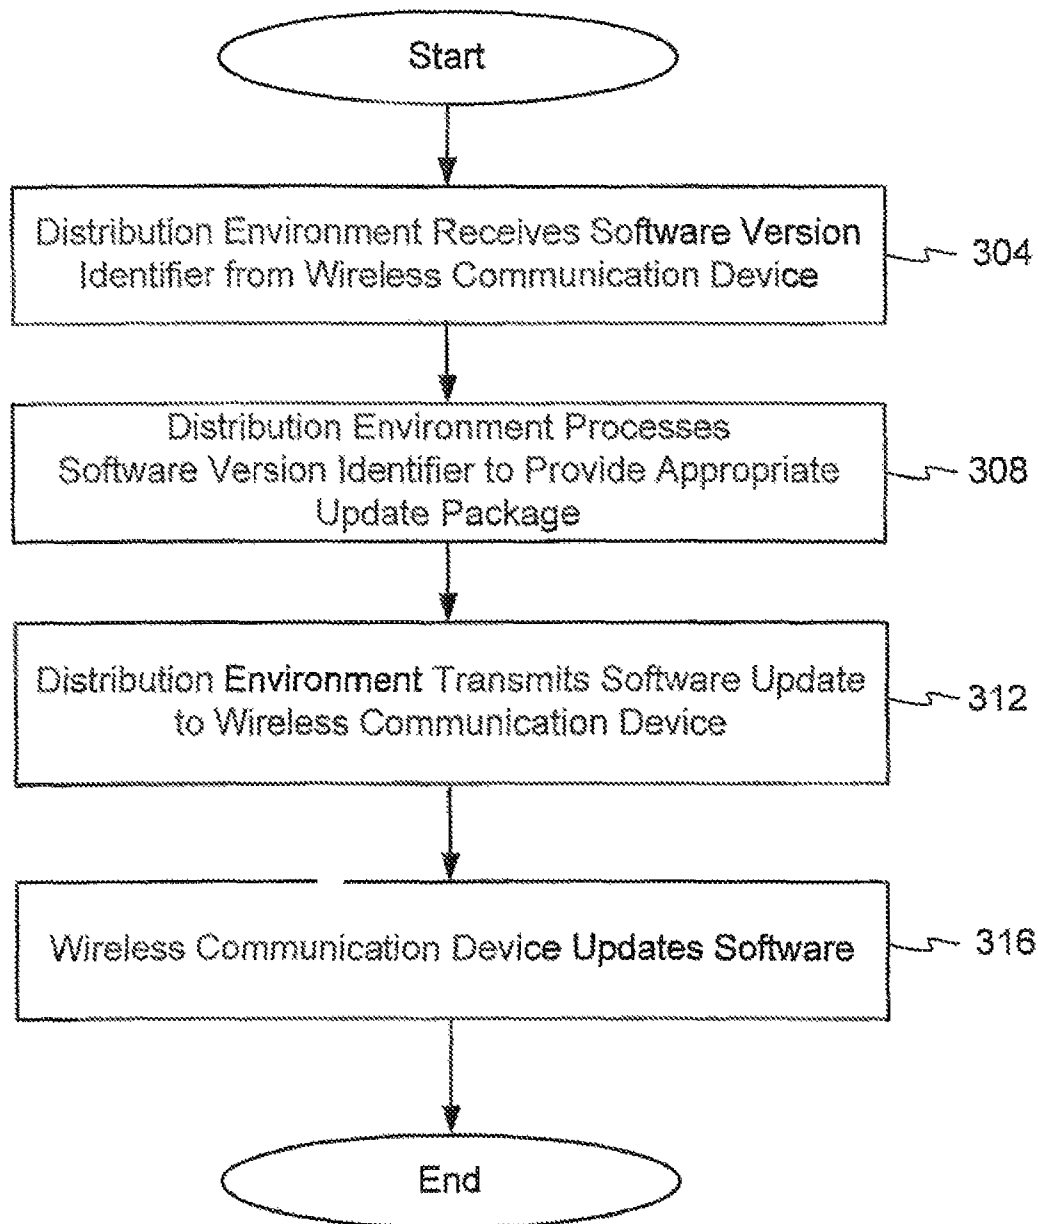 Start
Distribution Environment Receives Software Version
Identifier from Wireless Communication Device
304
Distribution Environment Processes
Software Version Identifier to Provide Appropriate
Update Package
308
Distribution Environment Transmits Software Update
to Wireless Communication Device
312
Wireless Communication Device Updates Software
316
End